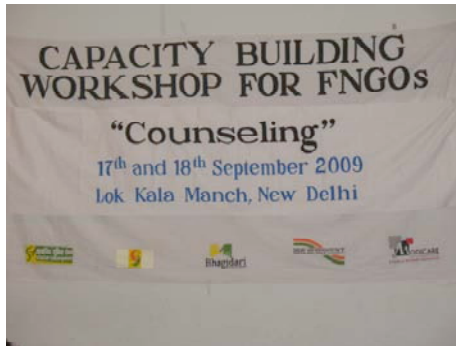 CAPACITY BUILDING
WORKSHOP FOR FNGOs
"Counseling"
17th and 18th September 2009
Lok Kala Manch, New Delhi
Bhagidari